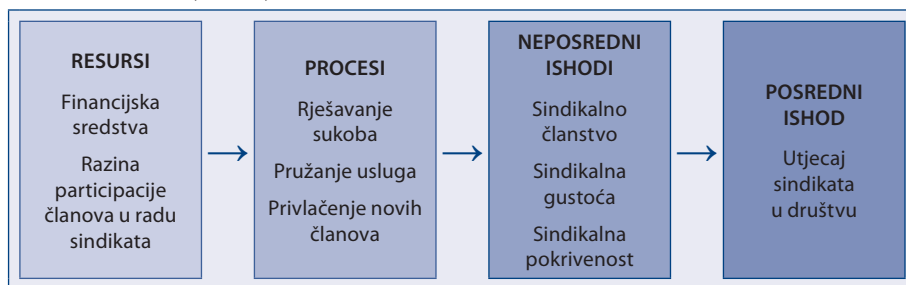 RESURSI
Financijska
sredstva
Razina
participacije
članova u radu
sindikata
→
PROCESI
Rješavanje
sukoba
Pružanje usluga
Privlačenje novih
članova
→
NEPOSREDNI
ISHODI
Sindikalno
članstvo
Sindikalna
gustoća
Sindikalna
pokrivenost
→
POSREDNI
ISHOD
Utjecaj
sindikata
u društvu